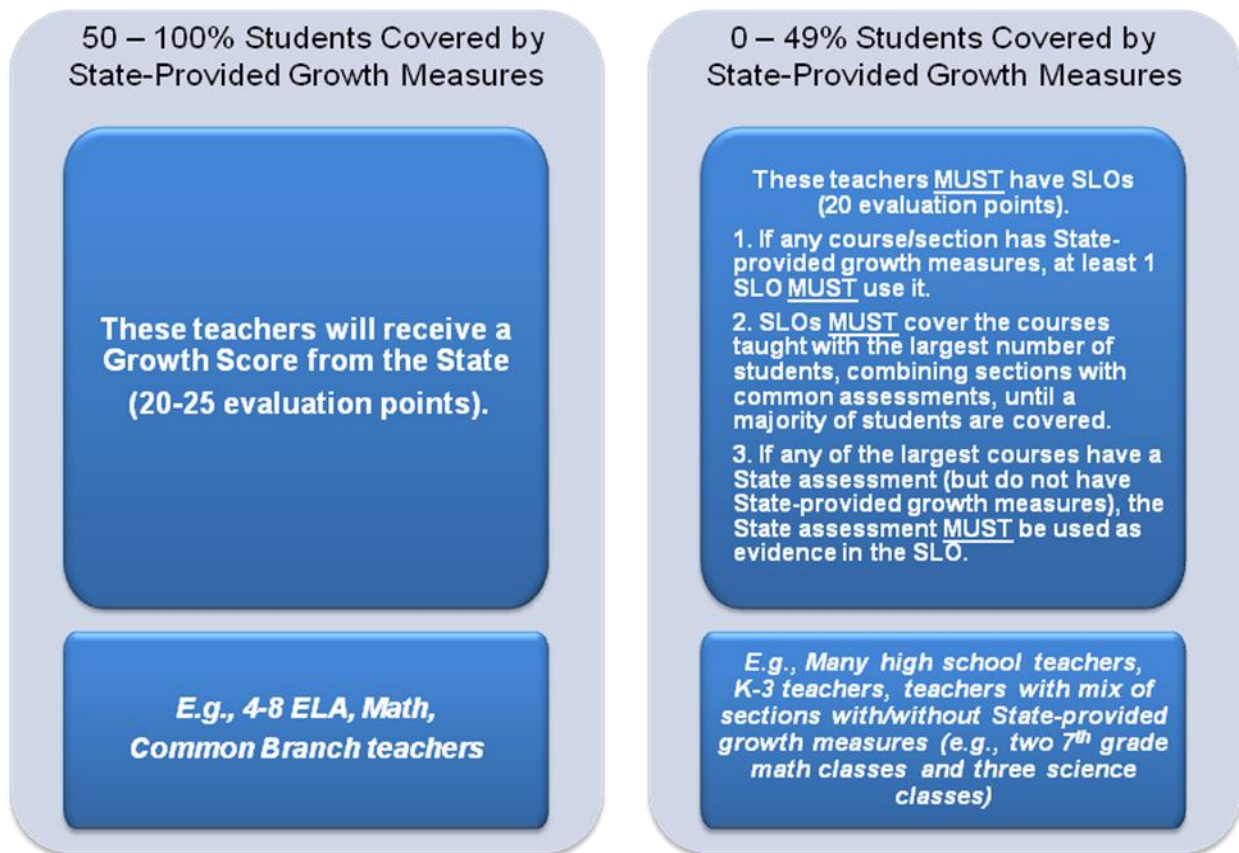 50 – 100% Students Covered by
State-Provided Growth Measures
These teachers will receive a
Growth Score from the State
(20-25 evaluation points).
E.g., 4-8 ELA, Math,
Common Branch teachers
0 – 49% Students Covered by
State-Provided Growth Measures
These teachers MUST have SLOs
(20 evaluation points).
1. If any course/section has State-
provided growth measures, at least 1
SLO MUST use it.
2. SLOs MUST cover the courses
taught with the largest number of
students, combining sections with
common assessments, until a
majority of students are covered.
3. If any of the largest courses have a
State assessment (but do not have
State-provided growth measures), the
State assessment MUST be used as
evidence in the SLO.
E.g., Many high school teachers,
K-3 teachers, teachers with mix of
sections with/without State-provided
growth measures (e.g., two 7th grade
math classes and three science
classes)